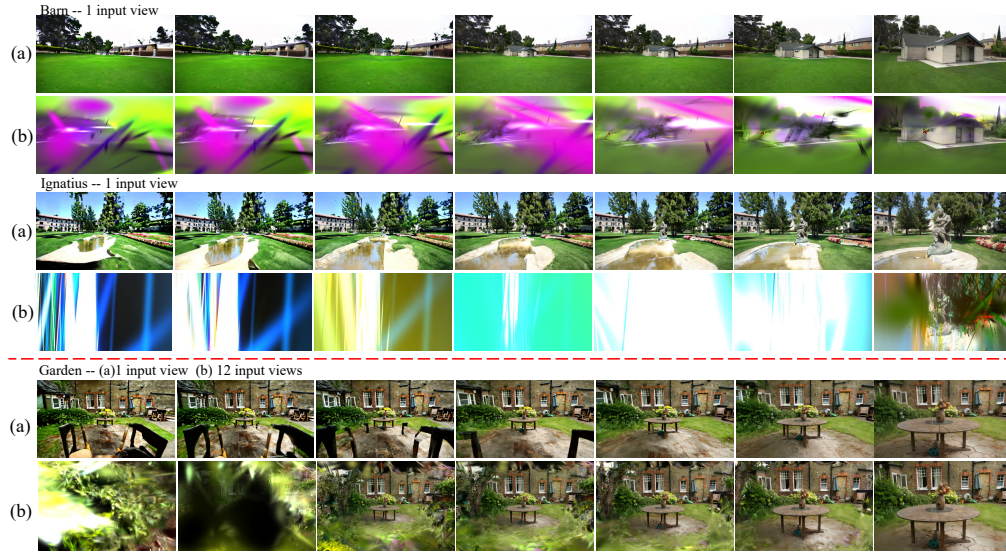 Barn -- 1 input view
(a)
(b)
Ignatius -- 1 input view
(a)
(b)
Garden -- (a)1 input view (b) 12 input views
(a)
(b)